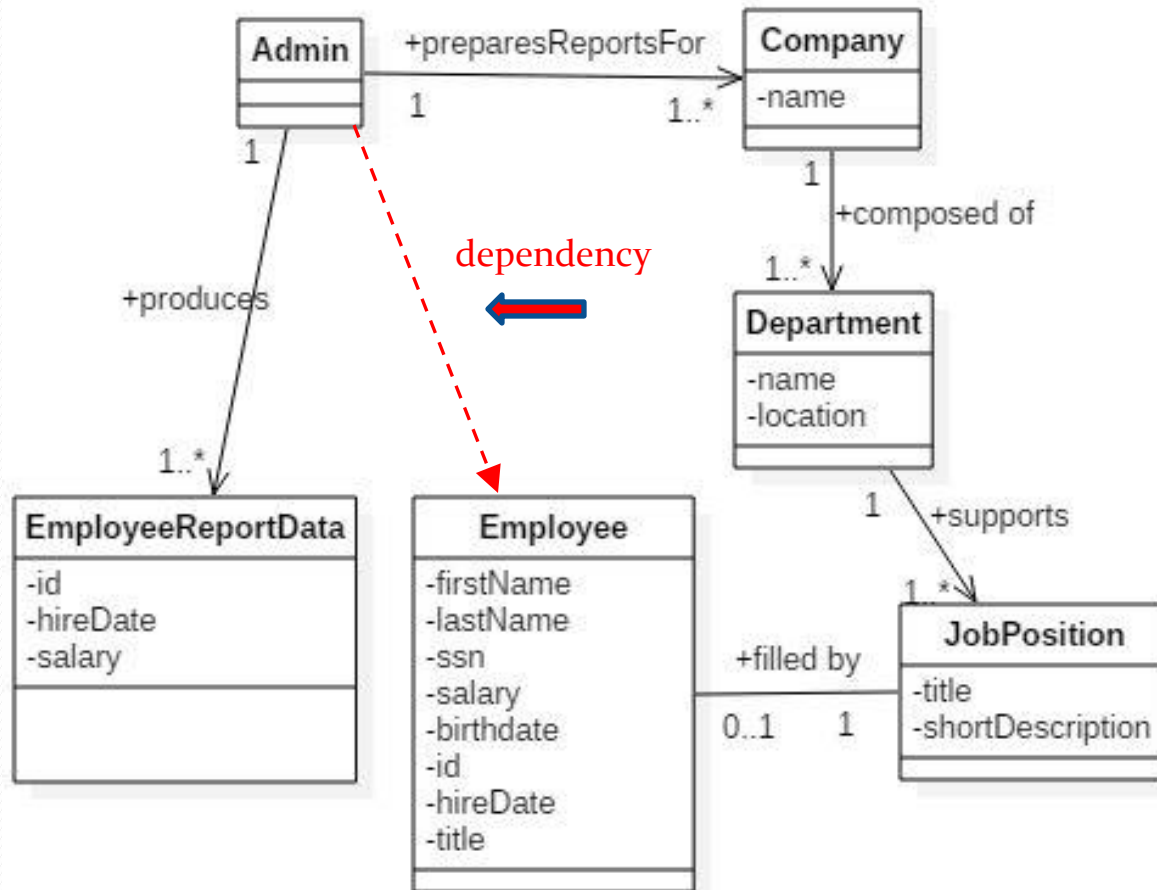 Admin
+preparesReportsFor
1
1..*
Company
-name
1
1
+composed of
dependency
1..*
+produces
Department
-name
-location
1..*
1
+supports
EmployeeReportData
-id
-hireDate
-salary
Employee
-firstName
-lastName
-ssn
-salary
-birthdate
-id
-hireDate
-title
+filled by
0..1
1
1..*
JobPosition
-title
-shortDescription